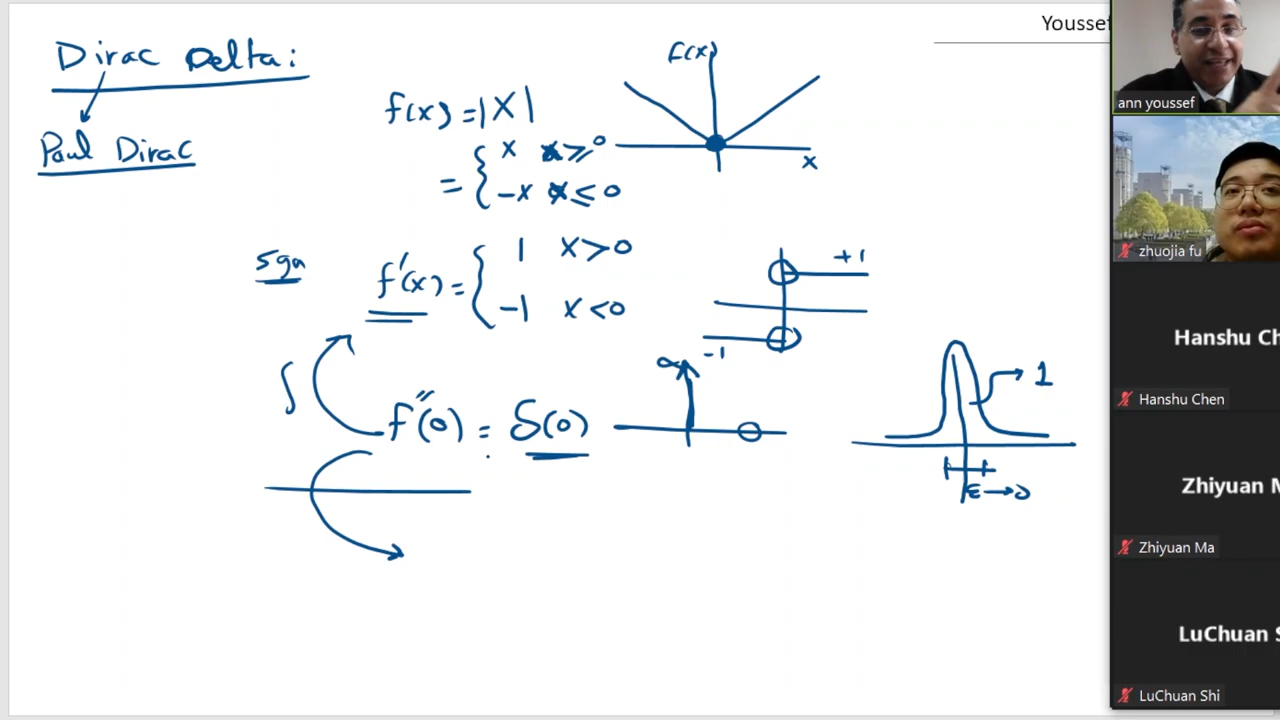 Dirac Delta:
Paul Dirac
f(x) = |X|
= { x x ≥ 0
-x x ≤ 0
f(x)
x
Sgn
f'(x) = { 1 x > 0
-1 x < 0
+1
-1
∫
f''(0) = δ(0)
∞
1
ε → 0
Youssef
ann youssef
zhuojia fu
Hanshu Ch
Hanshu Chen
Zhiyuan M
Zhiyuan Ma
LuChuan S
LuChuan Shi